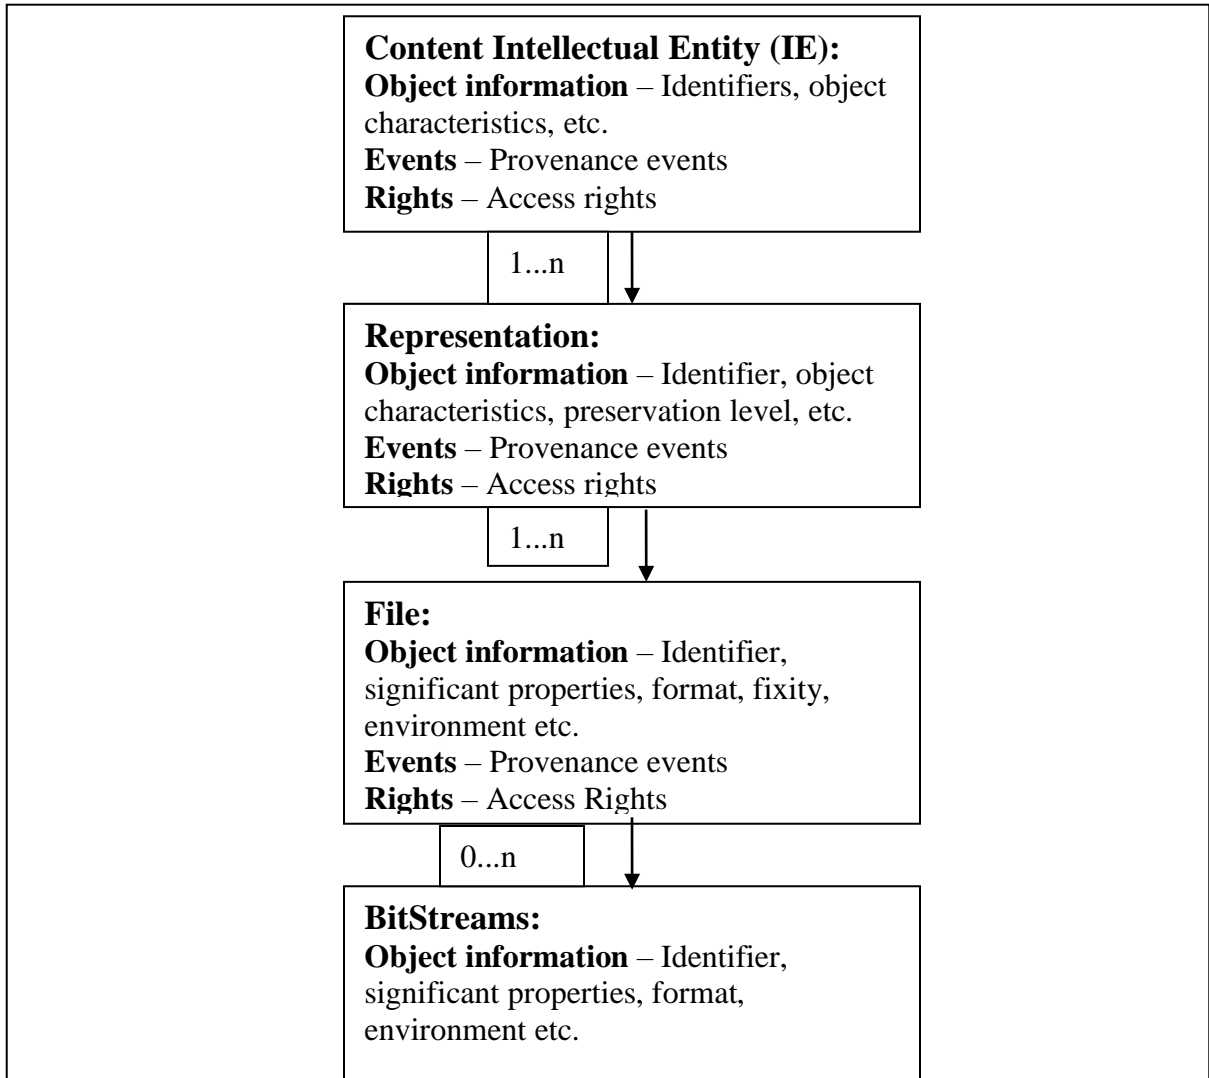 Content Intellectual Entity (IE):
Object information – Identifiers, object
characteristics, etc.
Events – Provenance events
Rights – Access rights
1...n
Representation:
Object information – Identifier, object
characteristics, preservation level, etc.
Events – Provenance events
Rights – Access rights
1...n
File:
Object information – Identifier,
significant properties, format, fixity,
environment etc.
Events – Provenance events
Rights – Access Rights
0...n
BitStreams:
Object information – Identifier,
significant properties, format,
environment etc.